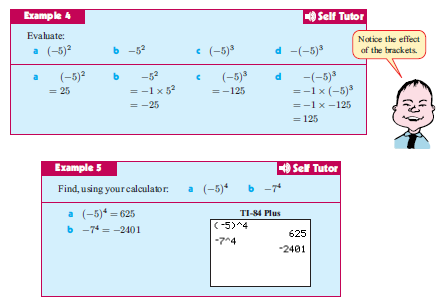 Example 4
Self Tutor
Evaluate:
a (−5)² b −5² c (−5)³ d −(−5)³
a (−5)² b −5² c (−5)³ d −(−5)³
= 25 = −1 × 5² = −125 = −1 × (−5)³
= −25 = −1 × −125
= 125
Notice the effect
of the brackets.
Example 5
Self Tutor
Find, using your calculator: a (−5)⁴ b −7⁴
a (−5)⁴ = 625
b −7⁴ = −2401
TI-84 Plus
(-5)^4
625
-7^4
-2401